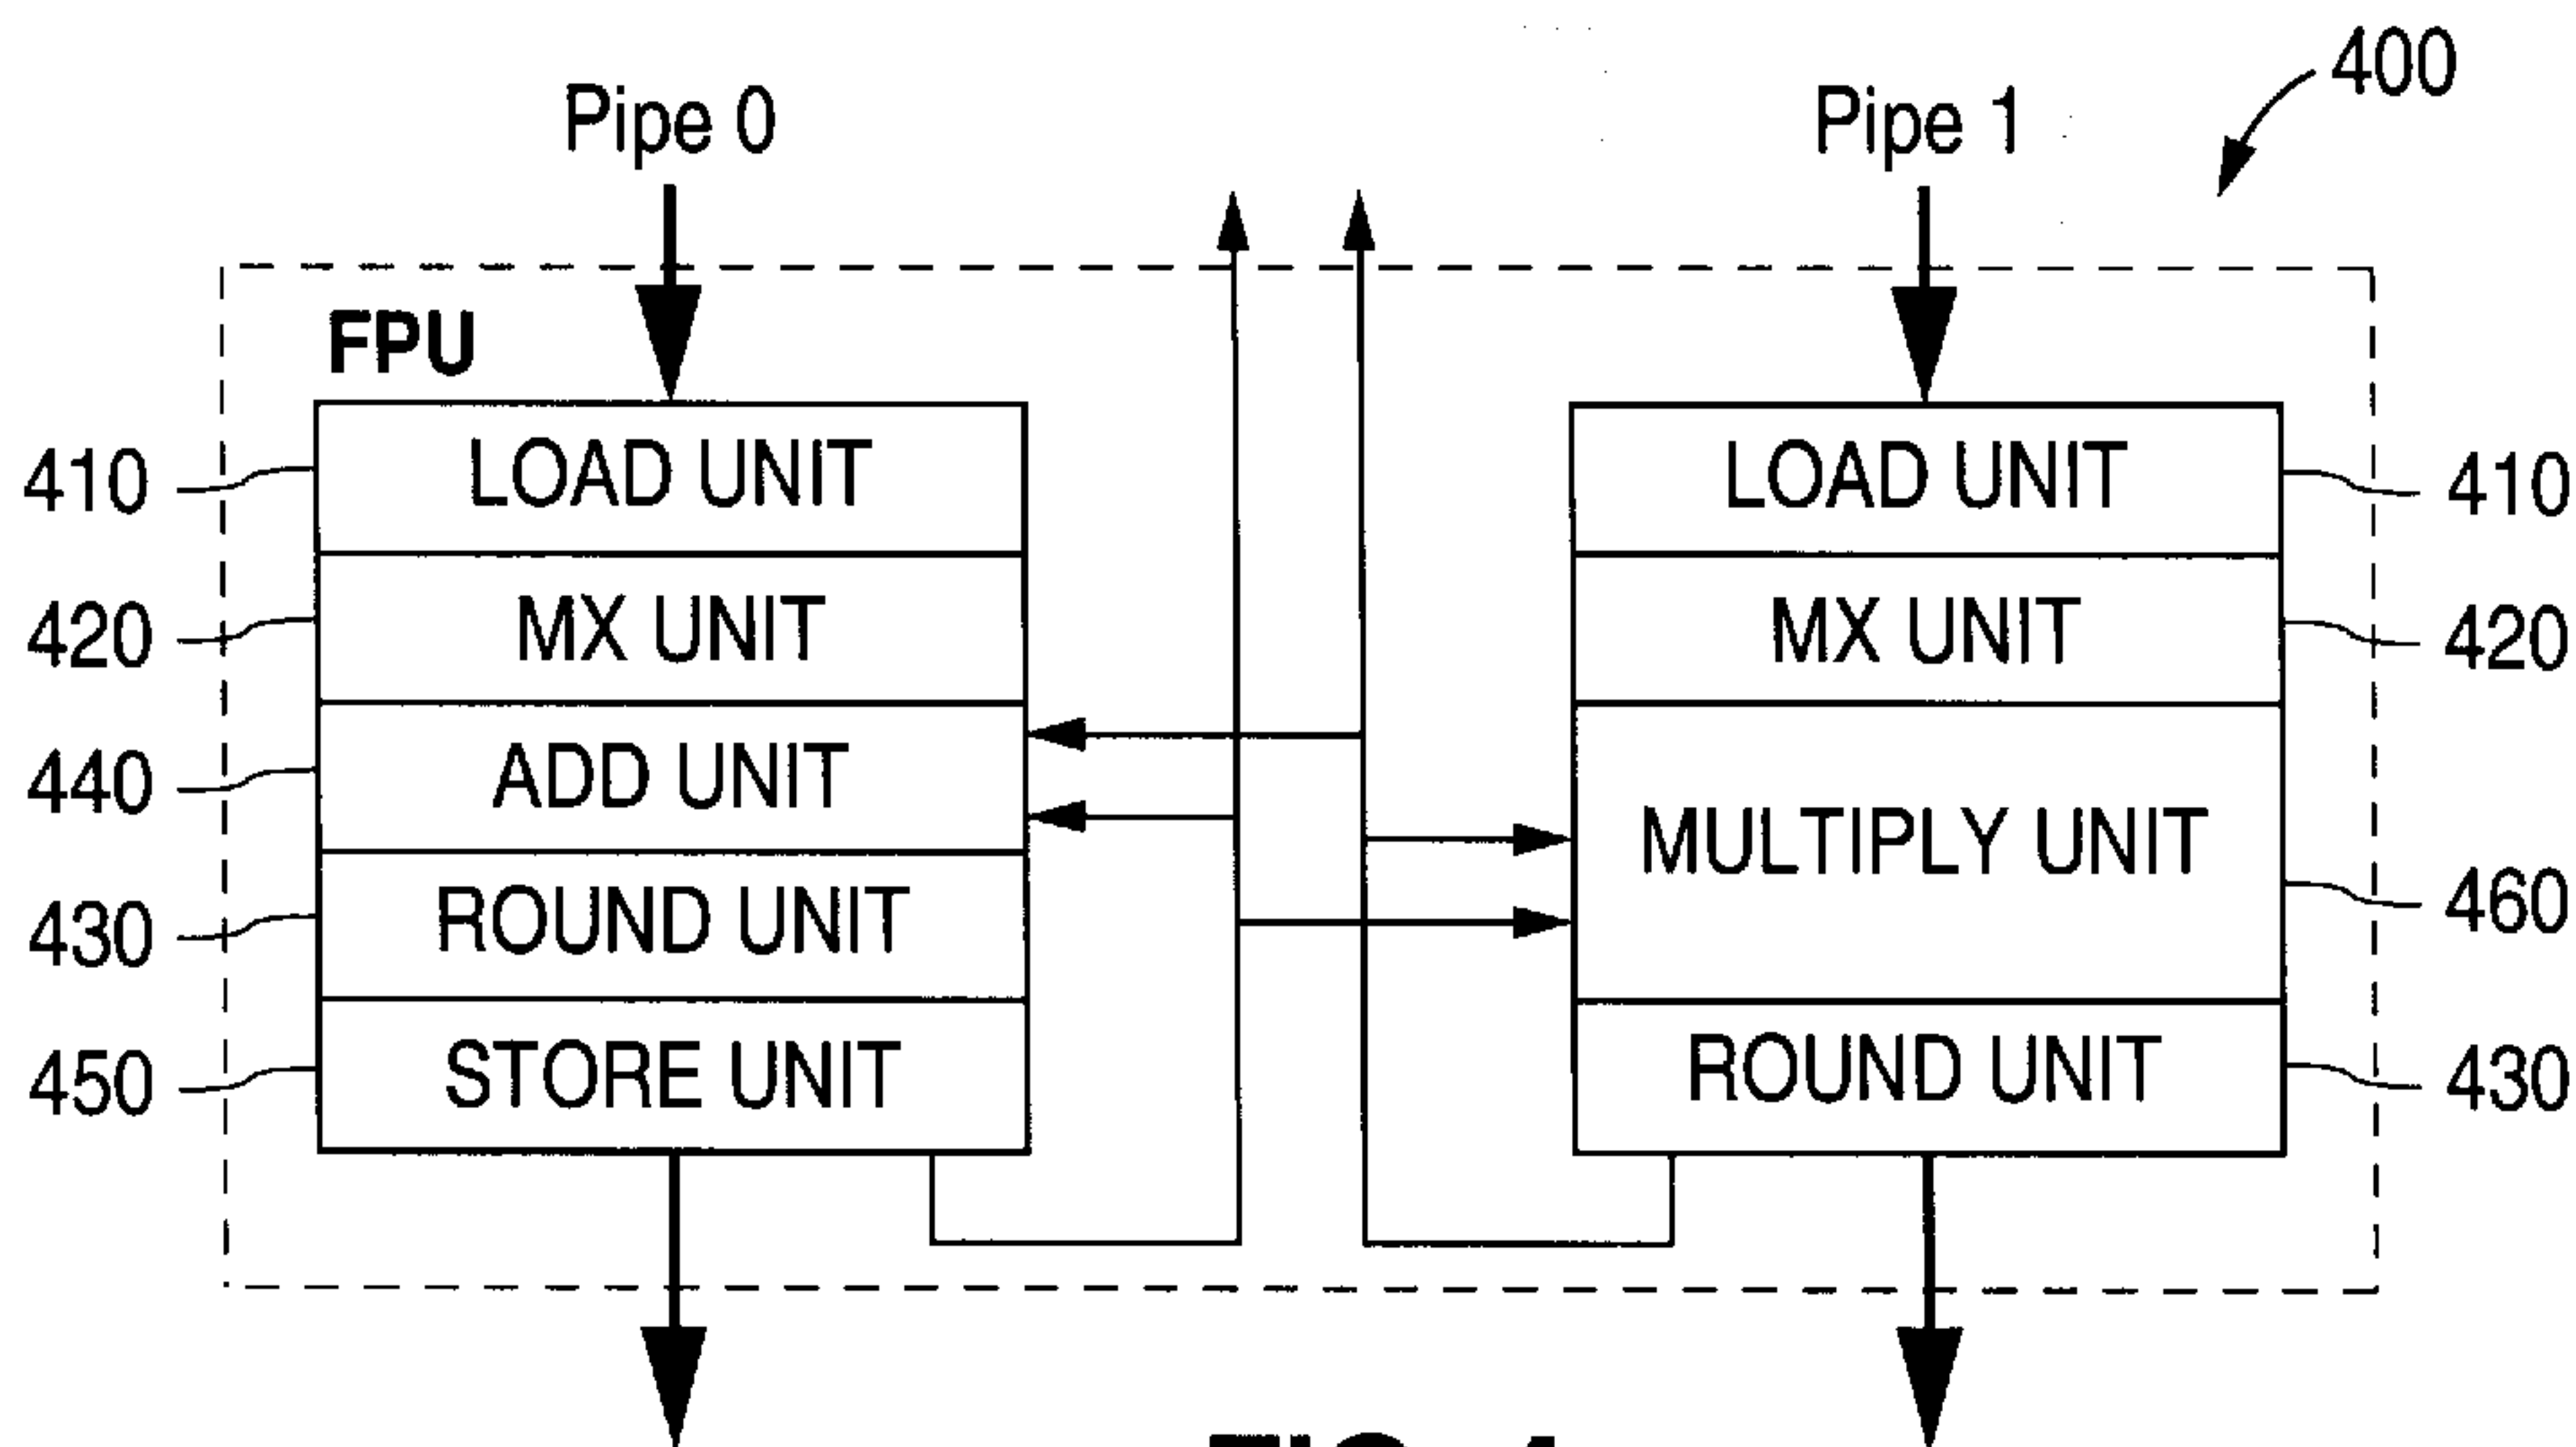 400
Pipe 0
Pipe 1
FPU
410
LOAD UNIT
LOAD UNIT
410
420
MX UNIT
MX UNIT
420
440
ADD UNIT
MULTIPLY UNIT
460
430
ROUND UNIT
450
STORE UNIT
ROUND UNIT
430